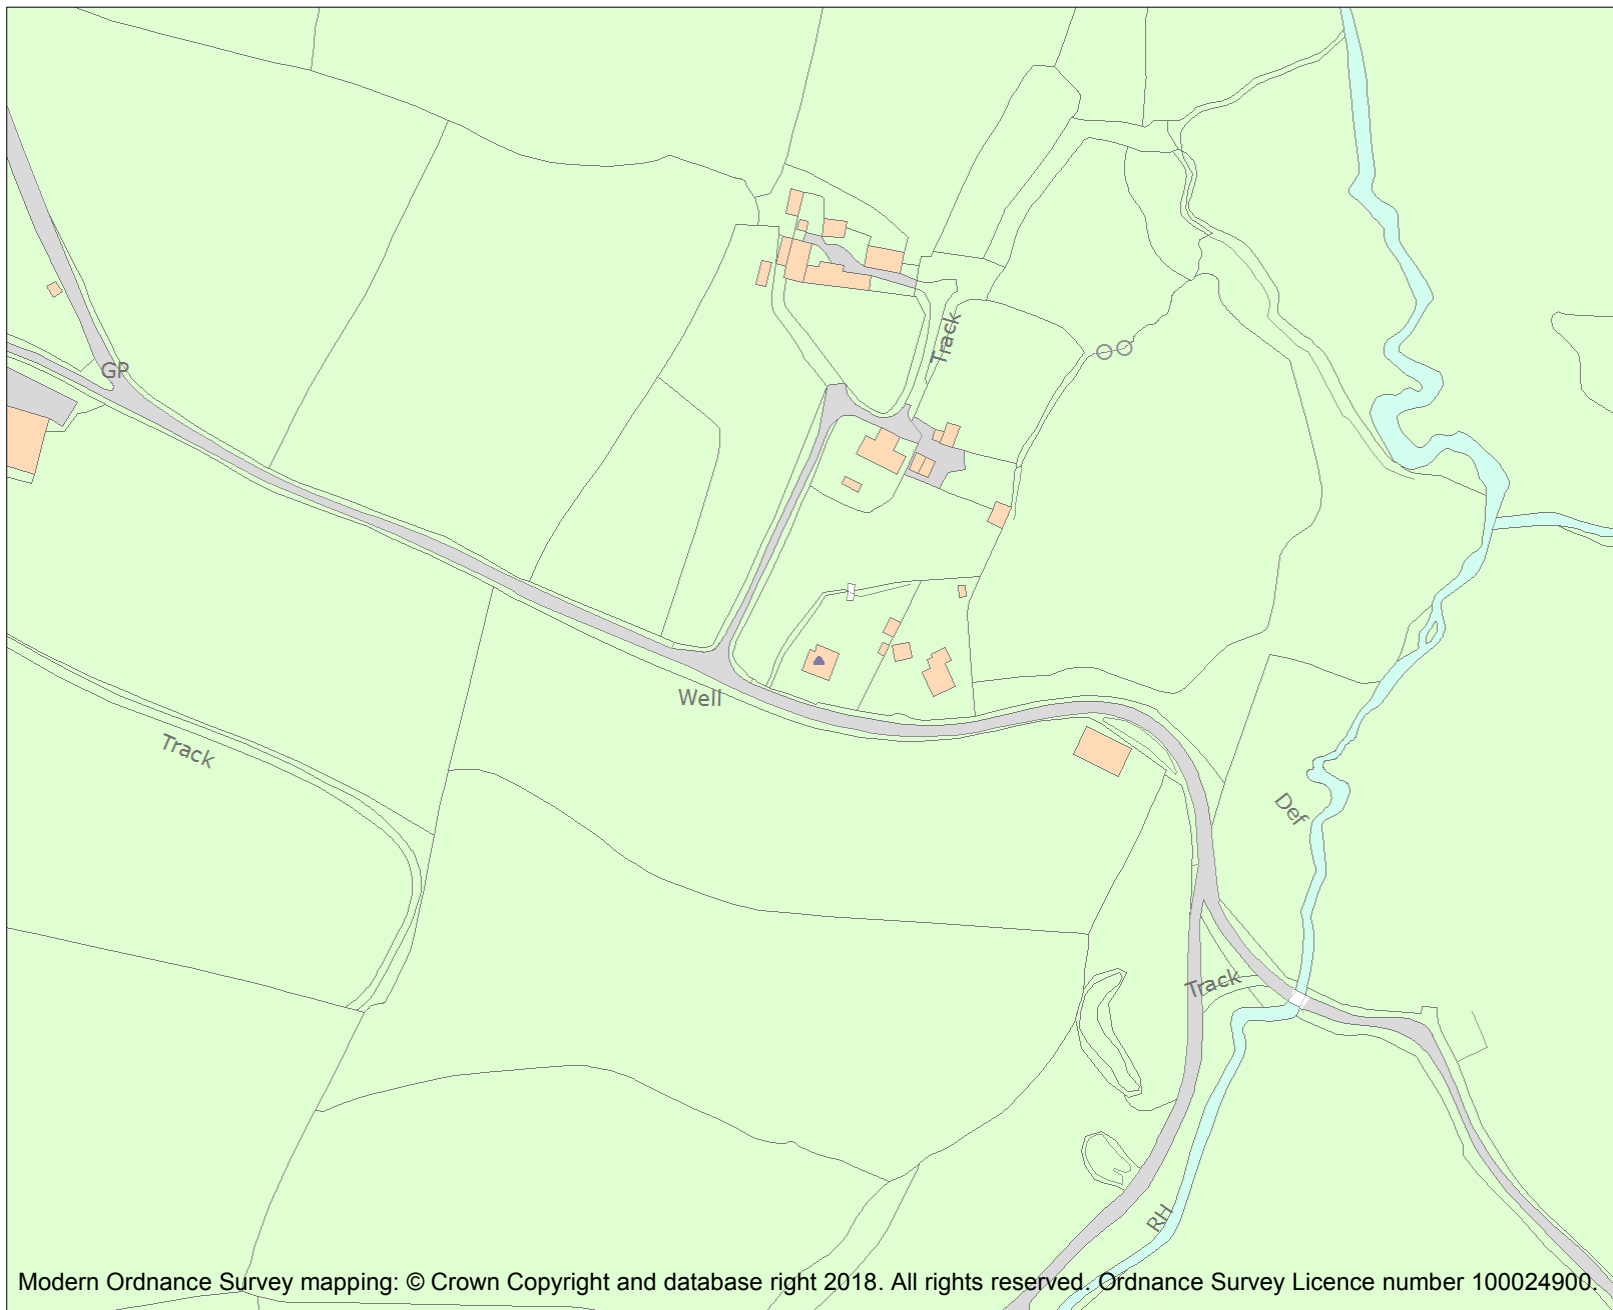 Track
GP
Well
Track
Def
Track
RH
Modern Ordnance Survey mapping: © Crown Copyright and database right 2018. All rights reserved. Ordnance Survey Licence number 100024900.